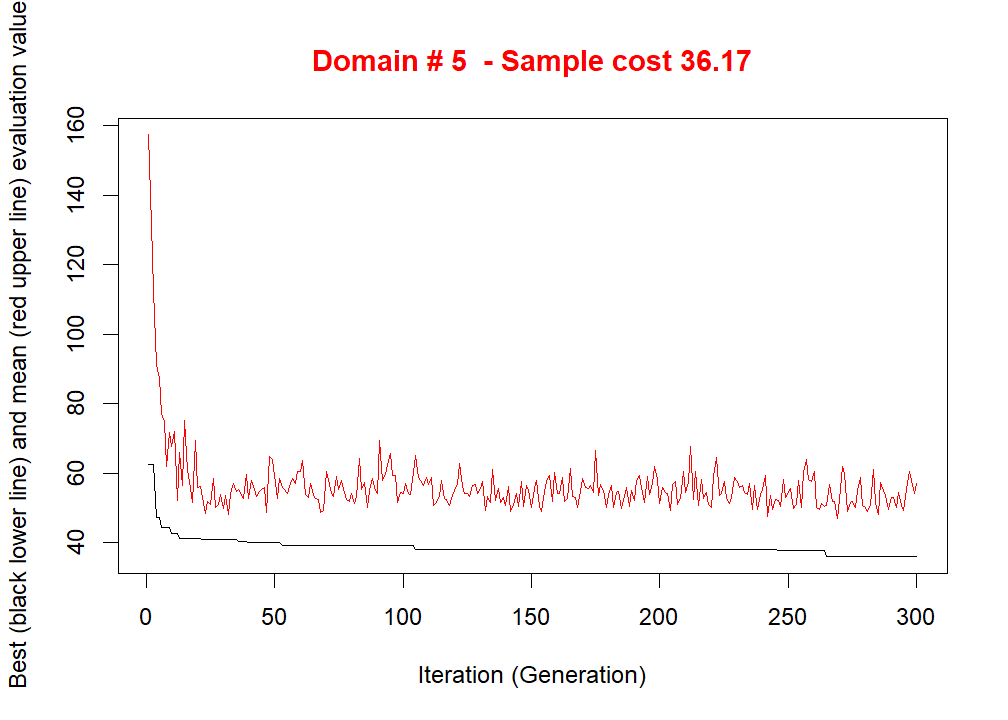 Domain # 5  - Sample cost 36.17
Best (black lower line) and mean (red upper line) evaluation value
160
140
120
100
80
60
40
0 50 100 150 200 250 300
Iteration (Generation)